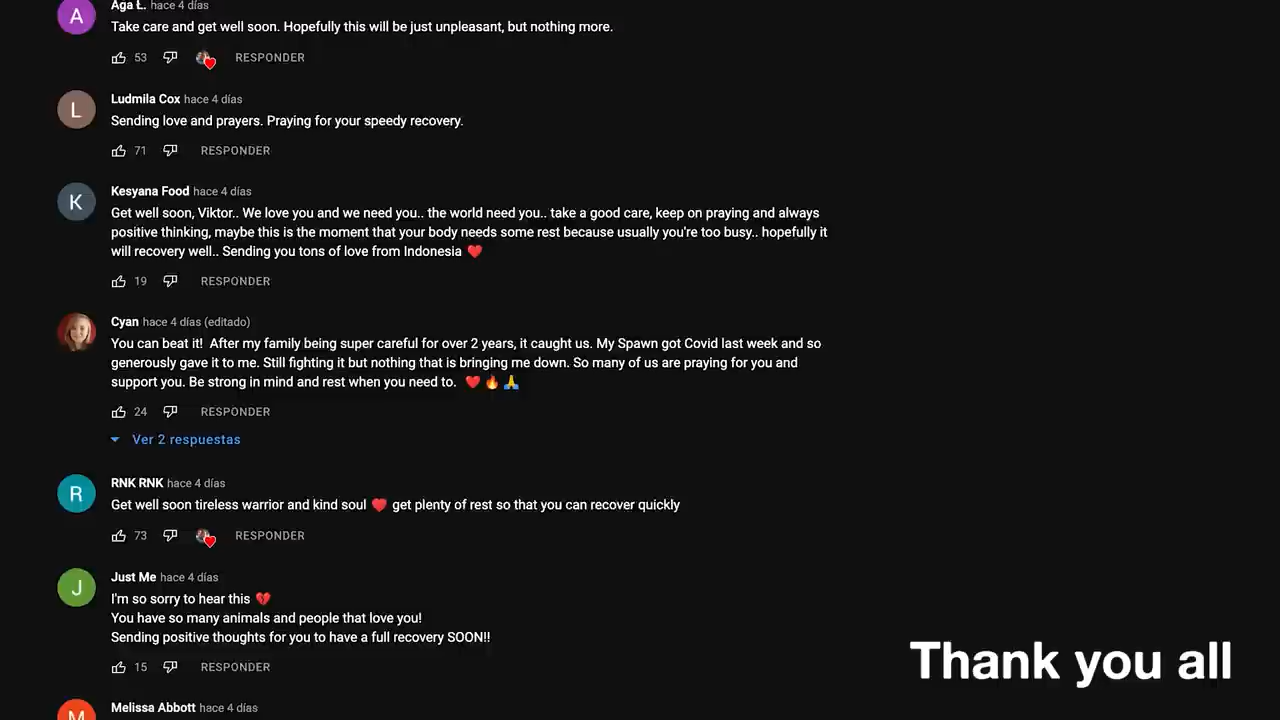 A
Aga Ł. hace 4 días
Take care and get well soon. Hopefully this will be just unpleasant, but nothing more.
53 RESPONDER
L
Ludmila Cox hace 4 días
Sending love and prayers. Praying for your speedy recovery.
71 RESPONDER
K
Kesyana Food hace 4 días
Get well soon, Viktor.. We love you and we need you.. the world need you.. take a good care, keep on praying and always
positive thinking, maybe this is the moment that your body needs some rest because usually you're too busy.. hopefully it
will recovery well.. Sending you tons of love from Indonesia ❤️
19 RESPONDER
Cyan hace 4 días (editado)
You can beat it! After my family being super careful for over 2 years, it caught us. My Spawn got Covid last week and so
generously gave it to me. Still fighting it but nothing that is bringing me down. So many of us are praying for you and
support you. Be strong in mind and rest when you need to. ❤️🔥🙏
24 RESPONDER
Ver 2 respuestas
R
RNK RNK hace 4 días
Get well soon tireless warrior and kind soul ❤️ get plenty of rest so that you can recover quickly
73 RESPONDER
J
Just Me hace 4 días
I'm so sorry to hear this 💔
You have so many animals and people that love you!
Sending positive thoughts for you to have a full recovery SOON!!
15 RESPONDER
M
Melissa Abbott hace 4 días
Thank you all